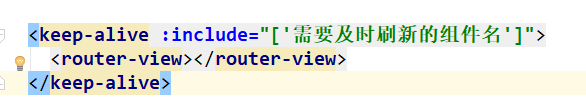 <keep-alive :include="['需要及时刷新的组件名']">
<router-view></router-view>
</keep-alive>